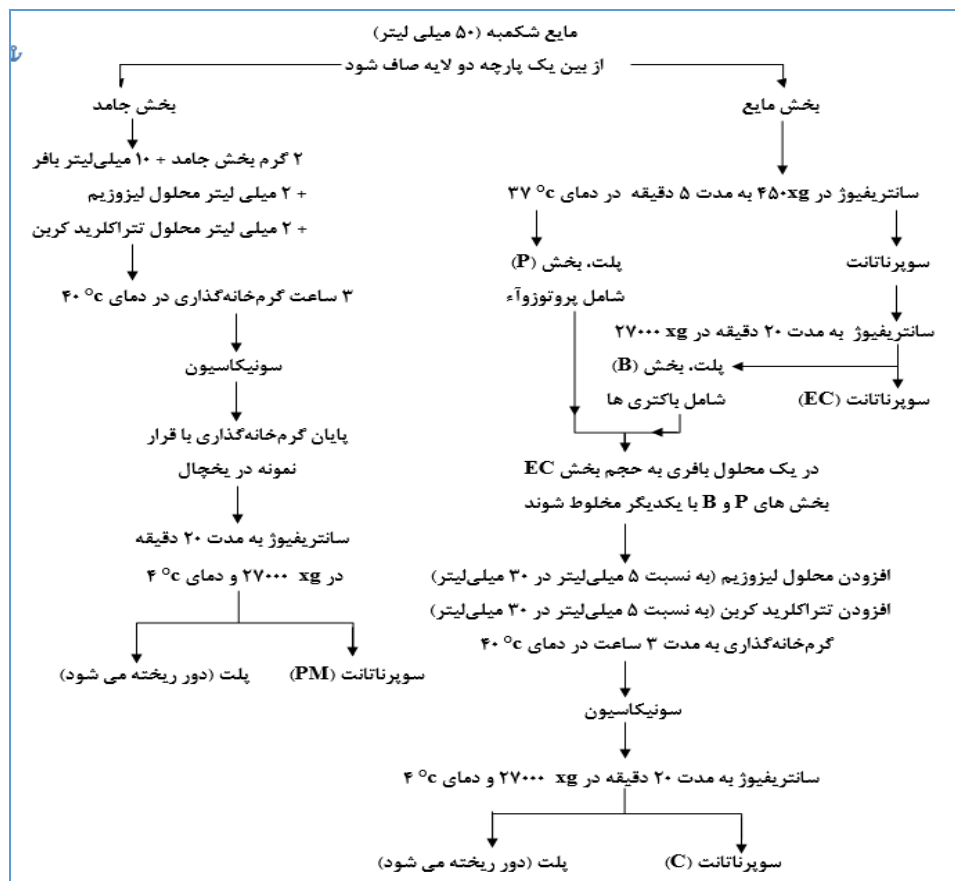 مایع شکمبه (۵۰ میلی لیتر)
از بین یک پارچه دو لایه صاف شود
بخش مایع
سانتریفیوژ در ۴۵۰xg به مدت ۵ دقیقه در دمای ۳۷ °c
سوپرناتانت
پلت، بخش (P)
شامل پروتوزوآء
سانتریفیوژ به مدت ۲۰ دقیقه در ۲۷۰۰۰ xg
پلت، بخش (B)
شامل باکتری ها
سوپرناتانت (EC)
در یک محلول بافری به حجم بخش EC
بخش های P و B با یکدیگر مخلوط شوند
افزودن محلول لیزوزیم (به نسبت ۵ میلی‌لیتر در ۳۰ میلی‌لیتر)
افزودن تتراکلرید کربن (به نسبت ۵ میلی‌لیتر در ۳۰ میلی‌لیتر)
گرم‌خانه‌گذاری به مدت ۳ ساعت در دمای ۴۰ °c
سونیکاسیون
سانتریفیوژ به مدت ۲۰ دقیقه در ۲۷۰۰۰ xg و دمای ۴ °c
سوپرناتانت (C)
پلت (دور ریخته می شود)
بخش جامد
۲ گرم بخش جامد + ۱۰ میلی‌لیتر بافر
+ ۲ میلی لیتر محلول لیزوزیم
+ ۲ میلی لیتر محلول تتراکلرید کربن
۳ ساعت گرم‌خانه‌گذاری در دمای ۴۰ °c
سونیکاسیون
پایان گرم‌خانه‌گذاری با قرار
نمونه در یخچال
سانتریفیوژ به مدت ۲۰ دقیقه
در ۲۷۰۰۰ xg و دمای ۴ °c
سوپرناتانت (PM)
پلت (دور ریخته می شود)